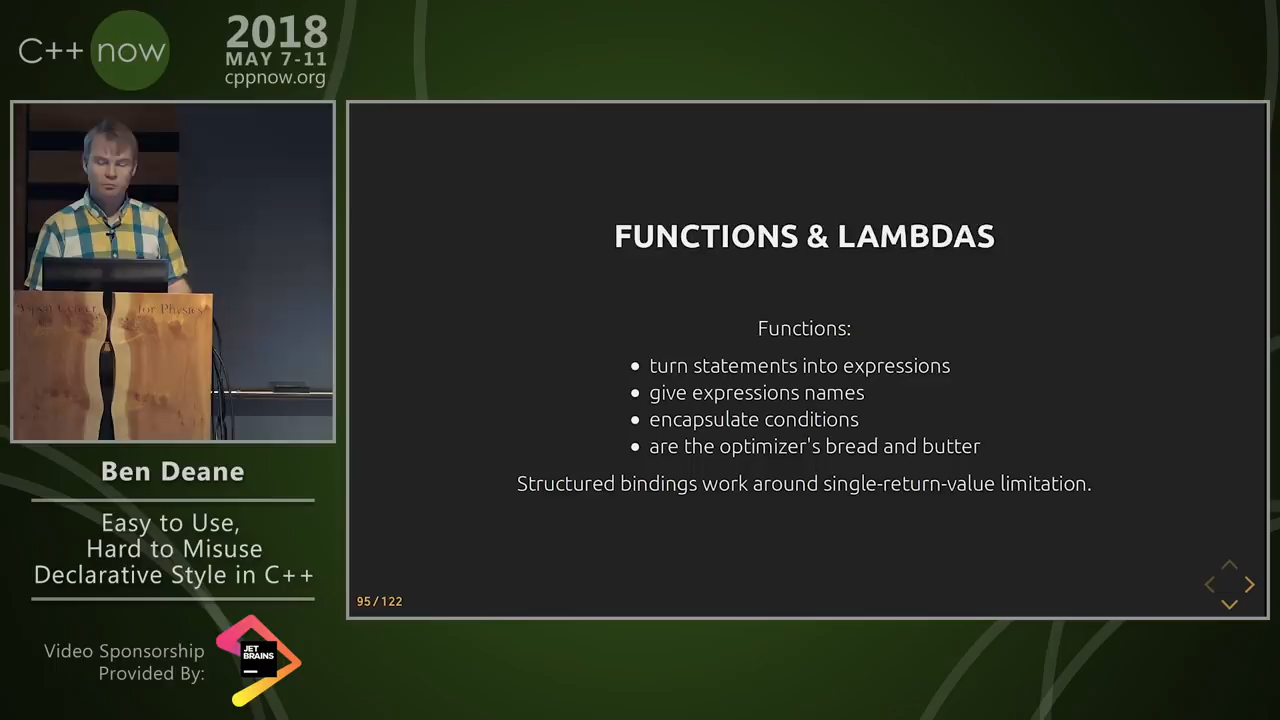 C++ now
2018
MAY 7-11
cppnow.org
for Physics
FUNCTIONS & LAMBDAS
Functions:
• turn statements into expressions
• give expressions names
• encapsulate conditions
• are the optimizer's bread and butter
Structured bindings work around single-return-value limitation.
95/122
Ben Deane
Easy to Use,
Hard to Misuse
Declarative Style in C++
Video Sponsorship
Provided By:
JET
BRAINS